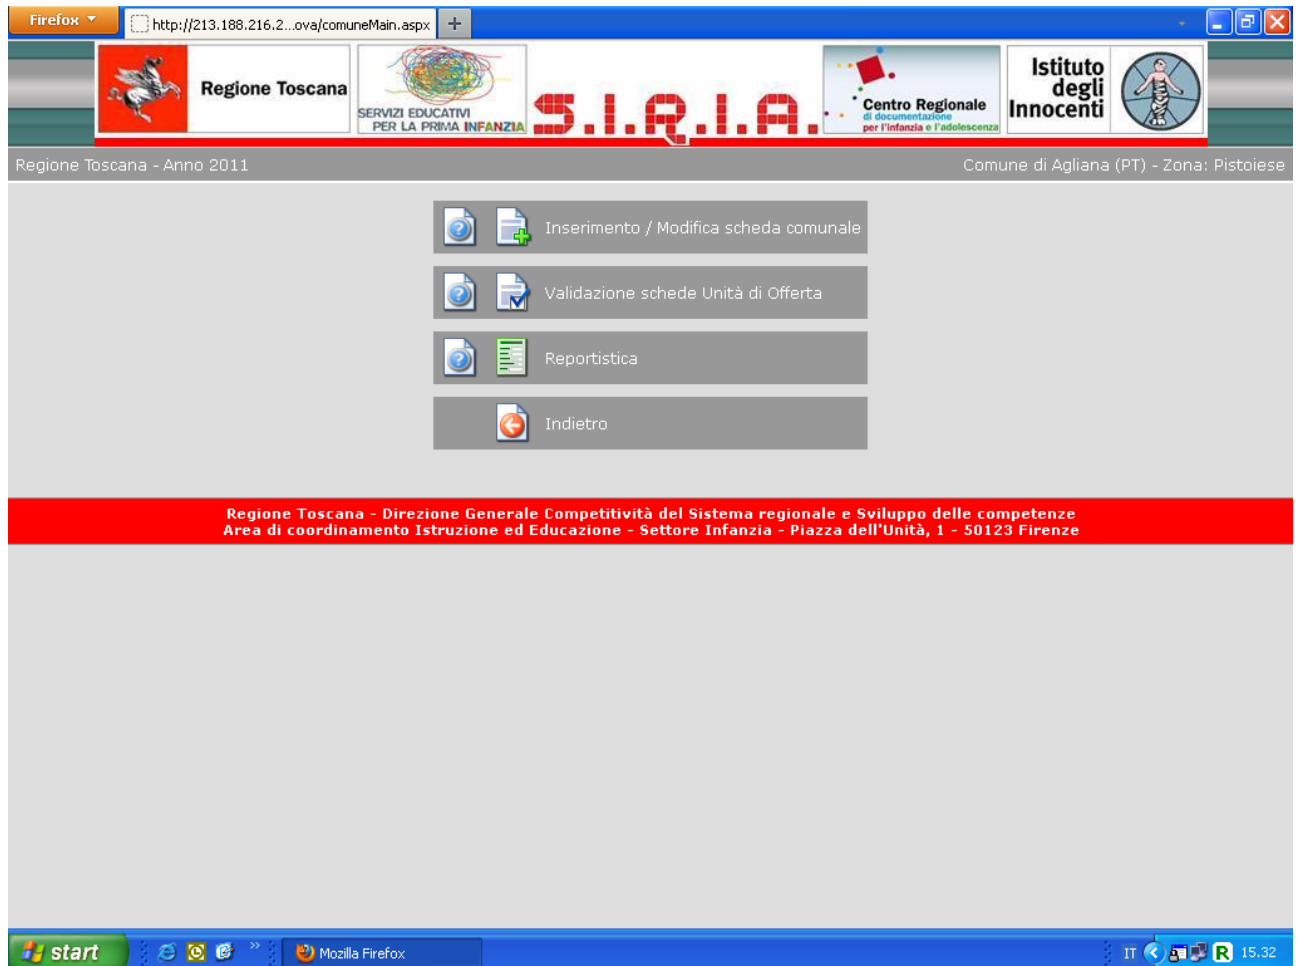 Firefox
http://213.188.216.2...ova/comuneMain.aspx
Regione Toscana
SERVIZI EDUCATIVI
PER LA PRIMA INFANZIA
S.I.R.I.A.
Centro Regionale
di documentazione
per l'infanzia e l'adolescenza
Istituto
degli
Innocenti
Regione Toscana - Anno 2011
Comune di Agliana (PT) - Zona: Pistoiese
Inserimento / Modifica scheda comunale
Validazione schede Unità di Offerta
Reportistica
Indietro
Regione Toscana - Direzione Generale Competitività del Sistema regionale e Sviluppo delle competenze
Area di coordinamento Istruzione ed Educazione - Settore Infanzia - Piazza dell'Unità, 1 - 50123 Firenze
start
Mozilla Firefox
IT
R
15.32